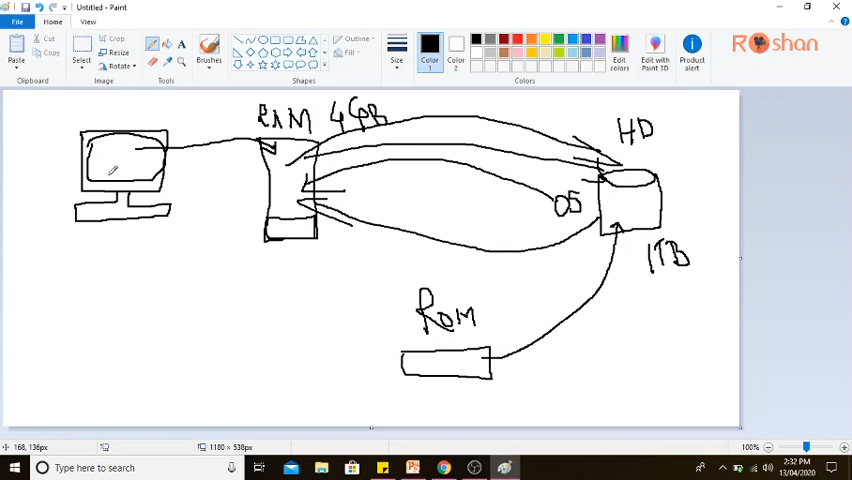 Untitled - Paint
File
Home
View
Paste
Cut
Copy
Clipboard
Select
Crop
Resize
Rotate
Image
Tools
Brushes
Shapes
Outline
Fill
Size
Color 1
Color 2
Colors
Edit colors
Edit with Paint 3D
Product alert
Roshan
RAM 4GB
HD
OS
1TB
ROM
168, 136px
1180 × 538px
100%
Type here to search
2:32 PM
13/04/2020